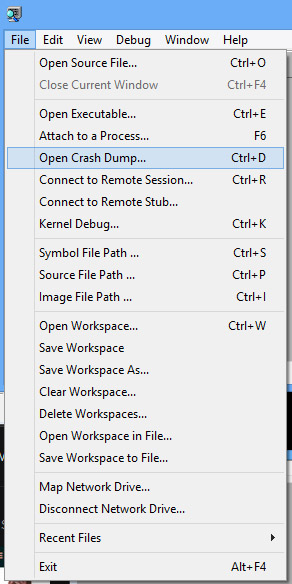 File Edit View Debug Window Help
Open Source File... Ctrl+O
Close Current Window Ctrl+F4
Open Executable... Ctrl+E
Attach to a Process... F6
Open Crash Dump... Ctrl+D
Connect to Remote Session... Ctrl+R
Connect to Remote Stub...
Kernel Debug... Ctrl+K
Symbol File Path ... Ctrl+S
Source File Path ... Ctrl+P
Image File Path ... Ctrl+I
Open Workspace... Ctrl+W
Save Workspace
Save Workspace As...
Clear Workspace...
Delete Workspaces...
Open Workspace in File...
Save Workspace to File...
Map Network Drive...
Disconnect Network Drive...
Recent Files
Exit Alt+F4